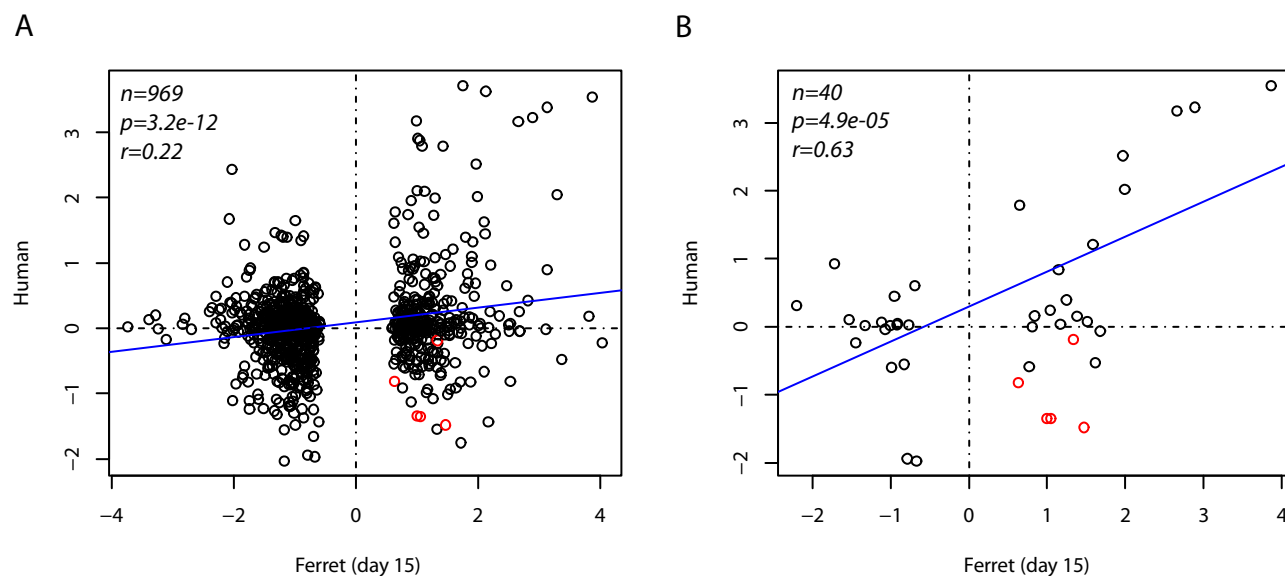 A
n=969
p=3.2e-12
r=0.22
Human
3
2
1
0
−1
−2
−4
−2
0
2
4
Ferret (day 15)
B
n=40
p=4.9e-05
r=0.63
Human
3
2
1
0
−1
−2
−2
−1
0
1
2
3
4
Ferret (day 15)